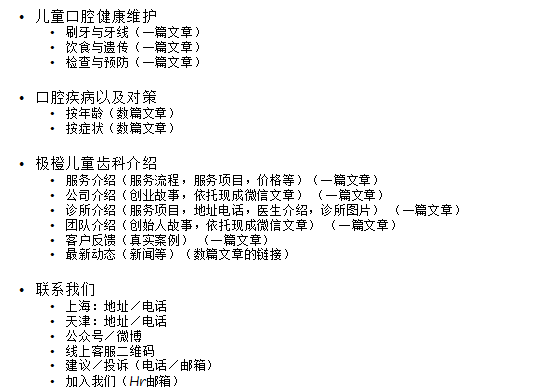 • 儿童口腔健康维护
• 刷牙与牙线（一篇文章）
• 饮食与遗传（一篇文章）
• 检查与预防（一篇文章）
• 口腔疾病以及对策
• 按年龄（数篇文章）
• 按症状（数篇文章）
• 极橙儿童齿科介绍
• 服务介绍（服务流程，服务项目，价格等）（一篇文章）
• 公司介绍（创业故事，依托现成微信文章）（一篇文章）
• 诊所介绍（服务项目，地址电话，医生介绍，诊所图片）（一篇文章）
• 团队介绍（创始人故事，依托现成微信文章）（一篇文章）
• 客户反馈（真实案例）（一篇文章）
• 最新动态（新闻等）（数篇文章的链接）
• 联系我们
• 上海：地址／电话
• 天津：地址／电话
• 公众号／微博
• 线上客服二维码
• 建议／投诉（电话／邮箱）
• 加入我们（Hr邮箱）